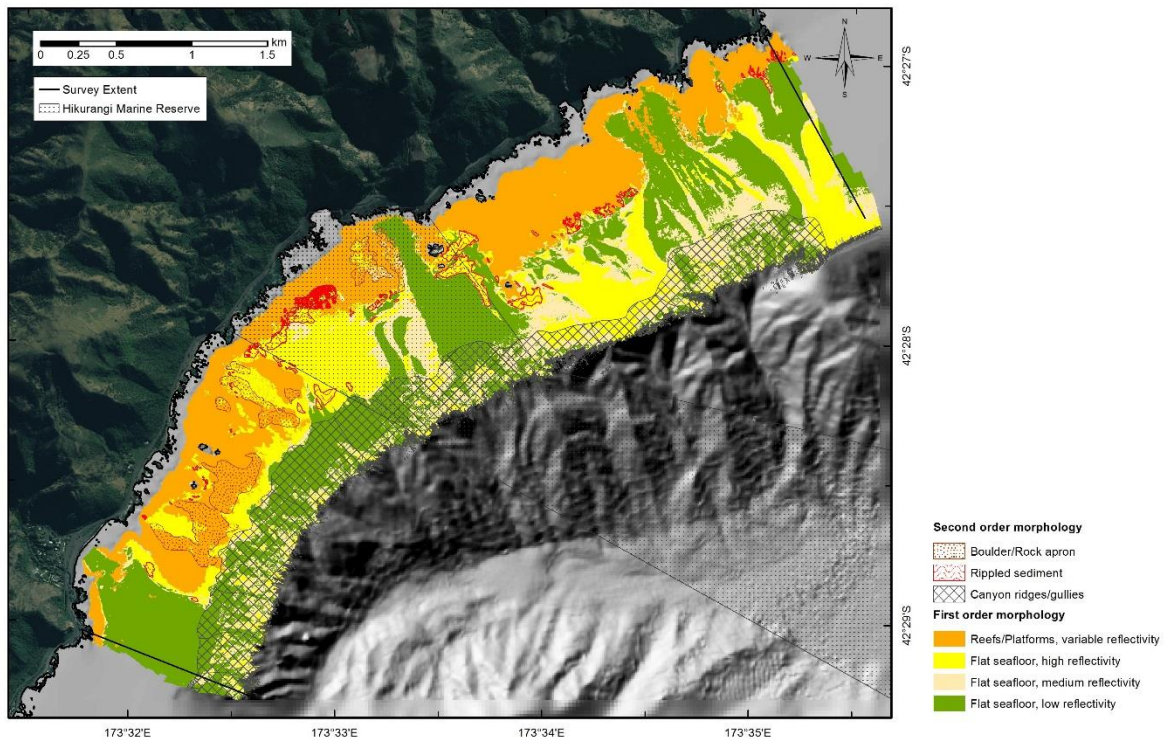 km
0 0.25 0.5 1 1.5
Survey Extent
Hikurangi Marine Reserve
N
W E
S
42°27'S
42°28'S
42°29'S
173°32'E 173°33'E 173°34'E 173°35'E
Second order morphology
Boulder/Rock apron
Rippled sediment
Canyon ridges/gullies
First order morphology
Reefs/Platforms, variable reflectivity
Flat seafloor, high reflectivity
Flat seafloor, medium reflectivity
Flat seafloor, low reflectivity